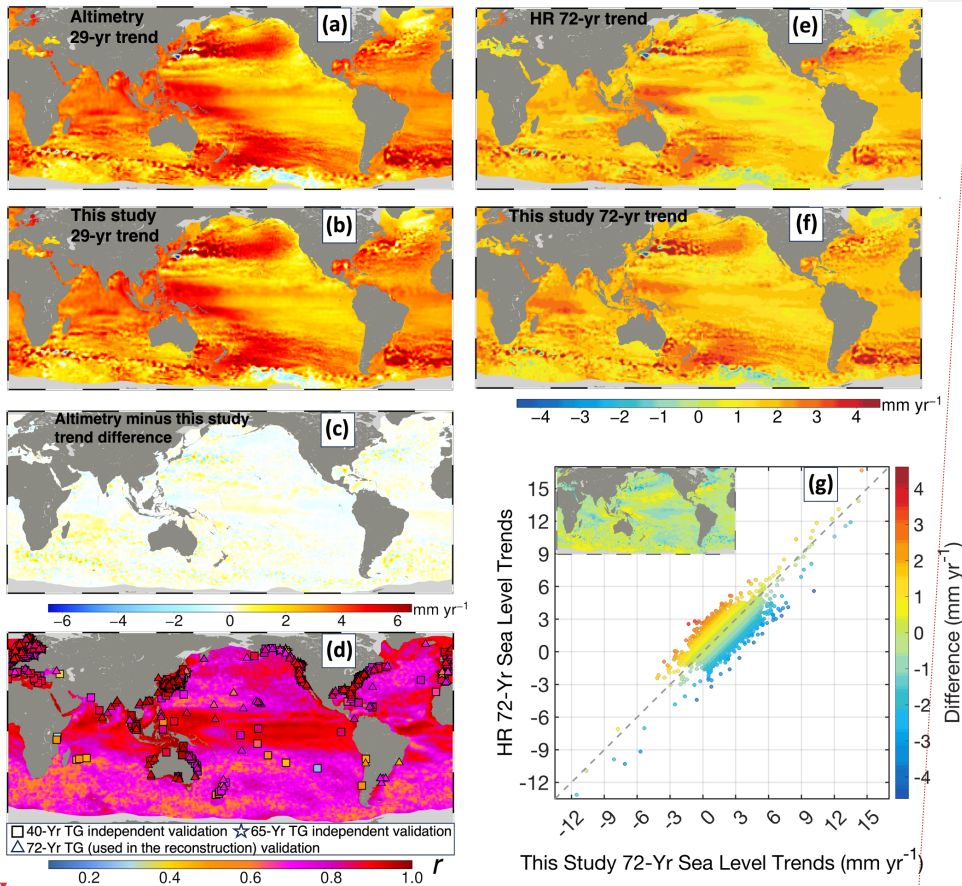 Altimetry
29-yr trend
(a)
This study
29-yr trend
(b)
Altimetry minus this study
trend difference
(c)
−6 −4 −2 0 2 4 6 mm yr−1
(d)
40-Yr TG independent validation 65-Yr TG independent validation
72-Yr TG (used in the reconstruction) validation
0.2 0.4 0.6 0.8 1.0 r
HR 72-yr trend
(e)
This study 72-yr trend
(f)
−4 −3 −2 −1 0 1 2 3 4 mm yr−1
(g)
15
12
9
6
3
0
-3
-6
-9
-12
HR 72-Yr Sea Level Trends
-12 -9 -6 -3 0 3 6 9 12 15
This Study 72-Yr Sea Level Trends (mm yr-1)
4
3
2
1
0
-1
-2
-3
-4
Difference (mm yr-1)